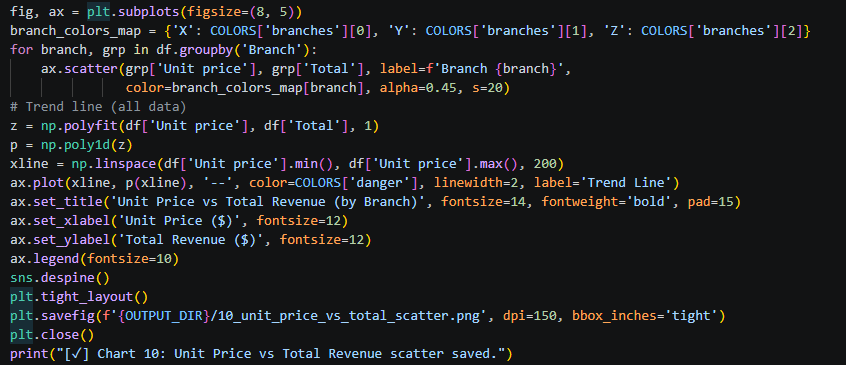 fig, ax = plt.subplots(figsize=(8, 5))
branch_colors_map = {'X': COLORS['branches'][0], 'Y': COLORS['branches'][1], 'Z': COLORS['branches'][2]}
for branch, grp in df.groupby('Branch'):
    ax.scatter(grp['Unit price'], grp['Total'], label=f'Branch {branch}',
               color=branch_colors_map[branch], alpha=0.45, s=20)
# Trend line (all data)
z = np.polyfit(df['Unit price'], df['Total'], 1)
p = np.poly1d(z)
xline = np.linspace(df['Unit price'].min(), df['Unit price'].max(), 200)
ax.plot(xline, p(xline), '--', color=COLORS['danger'], linewidth=2, label='Trend Line')
ax.set_title('Unit Price vs Total Revenue (by Branch)', fontsize=14, fontweight='bold', pad=15)
ax.set_xlabel('Unit Price ($)', fontsize=12)
ax.set_ylabel('Total Revenue ($)', fontsize=12)
ax.legend(fontsize=10)
sns.despine()
plt.tight_layout()
plt.savefig(f'{OUTPUT_DIR}/10_unit_price_vs_total_scatter.png', dpi=150, bbox_inches='tight')
plt.close()
print("[✓] Chart 10: Unit Price vs Total Revenue scatter saved.")